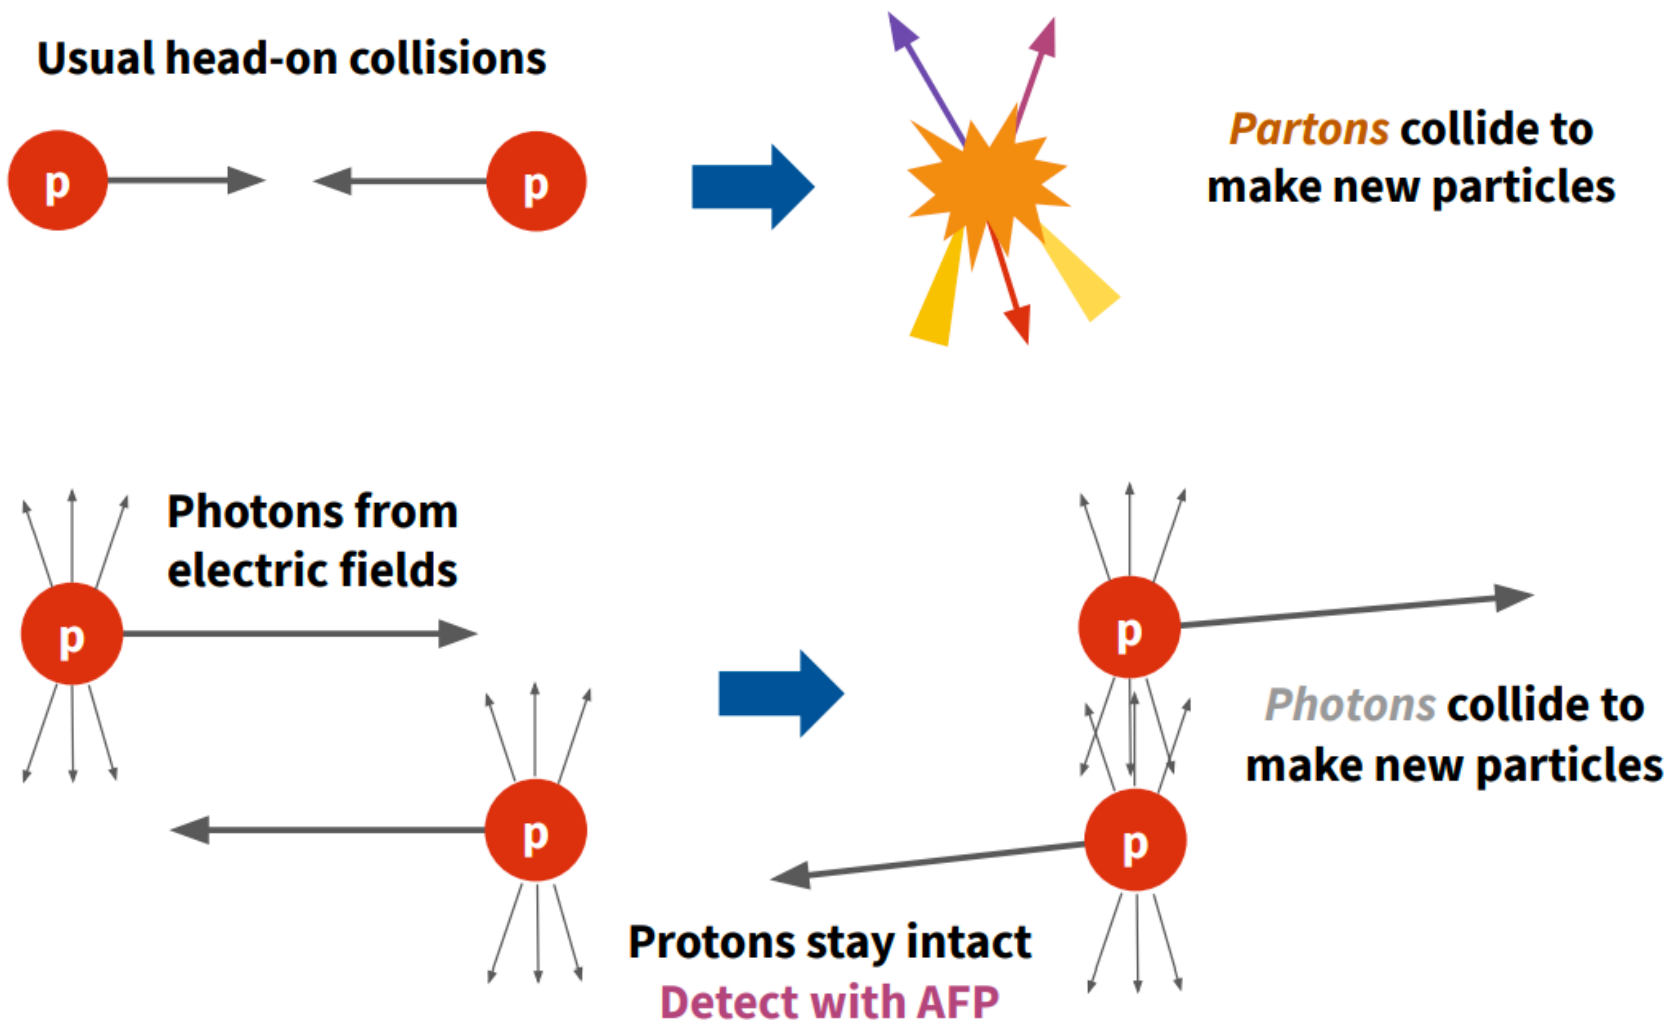 Usual head-on collisions
p
p
Partons collide to
make new particles
Photons from
electric fields
p
p
p
p
Photons collide to
make new particles
Protons stay intact
Detect with AFP